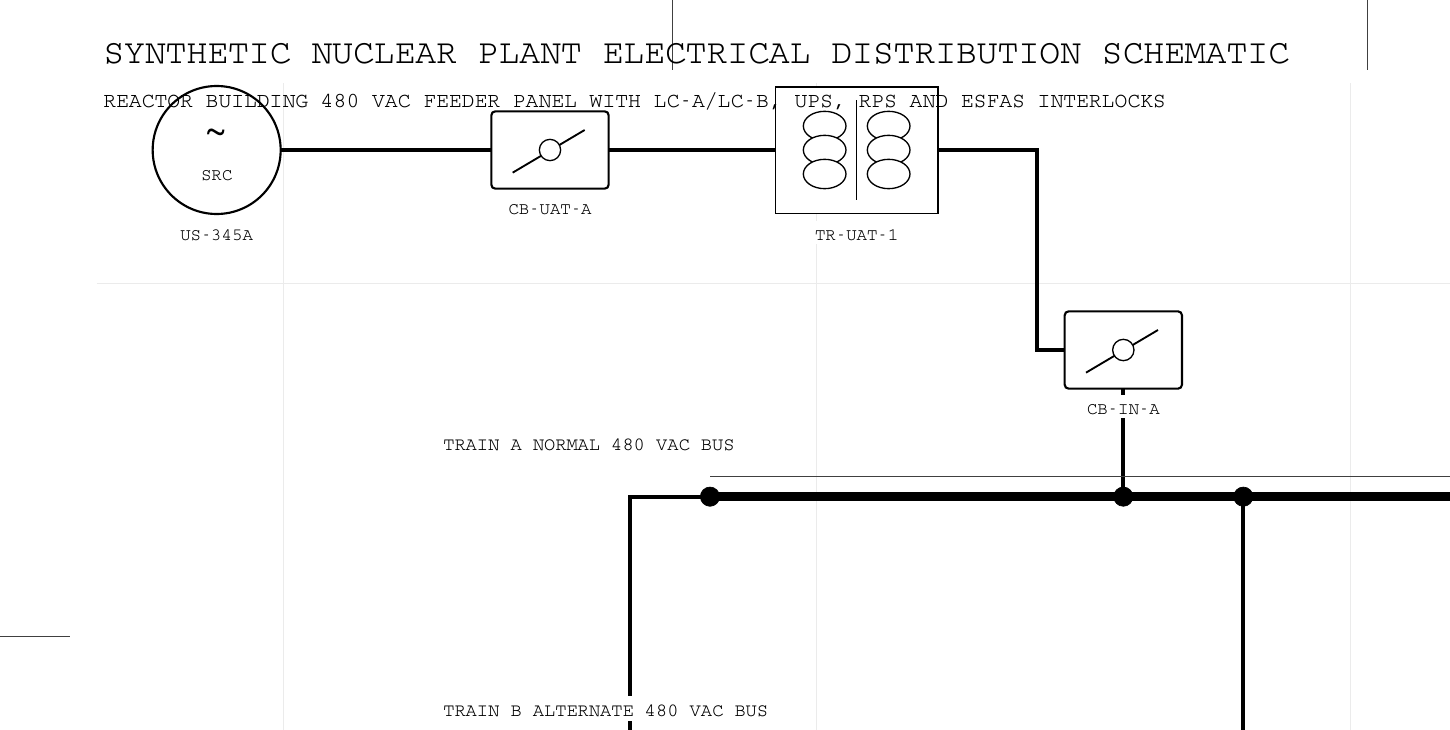 SYNTHETIC NUCLEAR PLANT ELECTRICAL DISTRIBUTION SCHEMATIC
REACTOR BUILDING 480 VAC FEEDER PANEL WITH LC-A/LC-B, UPS, RPS AND ESFAS INTERLOCKS
~
SRC
CB-UAT-A
US-345A
TR-UAT-1
CB-IN-A
TRAIN A NORMAL 480 VAC BUS
TRAIN B ALTERNATE 480 VAC BUS